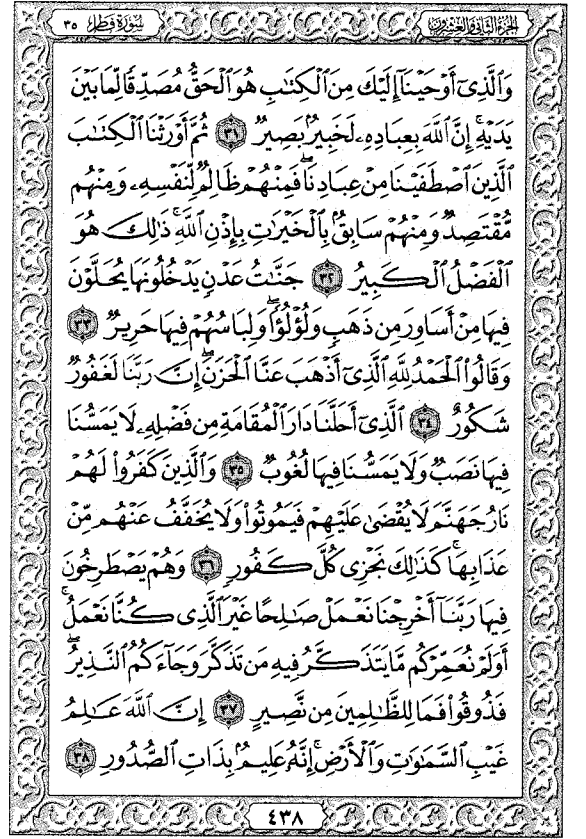 الجزء الثاني والعشرون
سورة فاطر ٣٥
وَٱلَّذِىٓ أَوْحَيْنَآ إِلَيْكَ مِنَ ٱلْكِتَٰبِ هُوَ ٱلْحَقُّ مُصَدِّقًا لِّمَا بَيْنَ
يَدَيْهِ ۗ إِنَّ ٱللَّهَ بِعِبَادِهِۦ لَخَبِيرٌۢ بَصِيرٌ ٣١ ثُمَّ أَوْرَثْنَا ٱلْكِتَٰبَ
ٱلَّذِينَ ٱصْطَفَيْنَا مِنْ عِبَادِنَا ۖ فَمِنْهُمْ ظَالِمٌ لِّنَفْسِهِۦ وَمِنْهُم
مُّقْتَصِدٌ وَمِنْهُمْ سَابِقٌۢ بِٱلْخَيْرَٰتِ بِإِذْنِ ٱللَّهِ ۚ ذَٰلِكَ هُوَ
ٱلْفَضْلُ ٱلْكَبِيرُ ٣٢ جَنَّٰتُ عَدْنٍ يَدْخُلُونَهَا يُحَلَّوْنَ
فِيهَا مِنْ أَسَاوِرَ مِن ذَهَبٍ وَلُؤْلُؤًا ۖ وَلِبَاسُهُمْ فِيهَا حَرِيرٌ ٣٣
وَقَالُوا۟ ٱلْحَمْدُ لِلَّهِ ٱلَّذِىٓ أَذْهَبَ عَنَّا ٱلْحَزَنَ ۖ إِنَّ رَبَّنَا لَغَفُورٌ
شَكُورٌ ٣٤ ٱلَّذِىٓ أَحَلَّنَا دَارَ ٱلْمُقَامَةِ مِن فَضْلِهِۦ لَا يَمَسُّنَا
فِيهَا نَصَبٌ وَلَا يَمَسُّنَا فِيهَا لُغُوبٌ ٣٥ وَٱلَّذِينَ كَفَرُوا۟ لَهُمْ
نَارُ جَهَنَّمَ لَا يُقْضَىٰ عَلَيْهِمْ فَيَمُوتُوا۟ وَلَا يُخَفَّفُ عَنْهُم مِّنْ
عَذَابِهَا ۚ كَذَٰلِكَ نَجْزِى كُلَّ كَفُورٍ ٣٦ وَهُمْ يَصْطَرِخُونَ
فِيهَا رَبَّنَآ أَخْرِجْنَا نَعْمَلْ صَٰلِحًا غَيْرَ ٱلَّذِى كُنَّا نَعْمَلُ ۚ
أَوَلَمْ نُعَمِّرْكُم مَّا يَتَذَكَّرُ فِيهِ مَن تَذَكَّرَ وَجَآءَكُمُ ٱلنَّذِيرُ ۖ
فَذُوقُوا۟ فَمَا لِلظَّٰلِمِينَ مِن نَّصِيرٍ ٣٧ إِنَّ ٱللَّهَ عَٰلِمُ
غَيْبِ ٱلسَّمَٰوَٰتِ وَٱلْأَرْضِ ۚ إِنَّهُۥ عَلِيمٌۢ بِذَاتِ ٱلصُّدُورِ ٣٨
٤٣٨